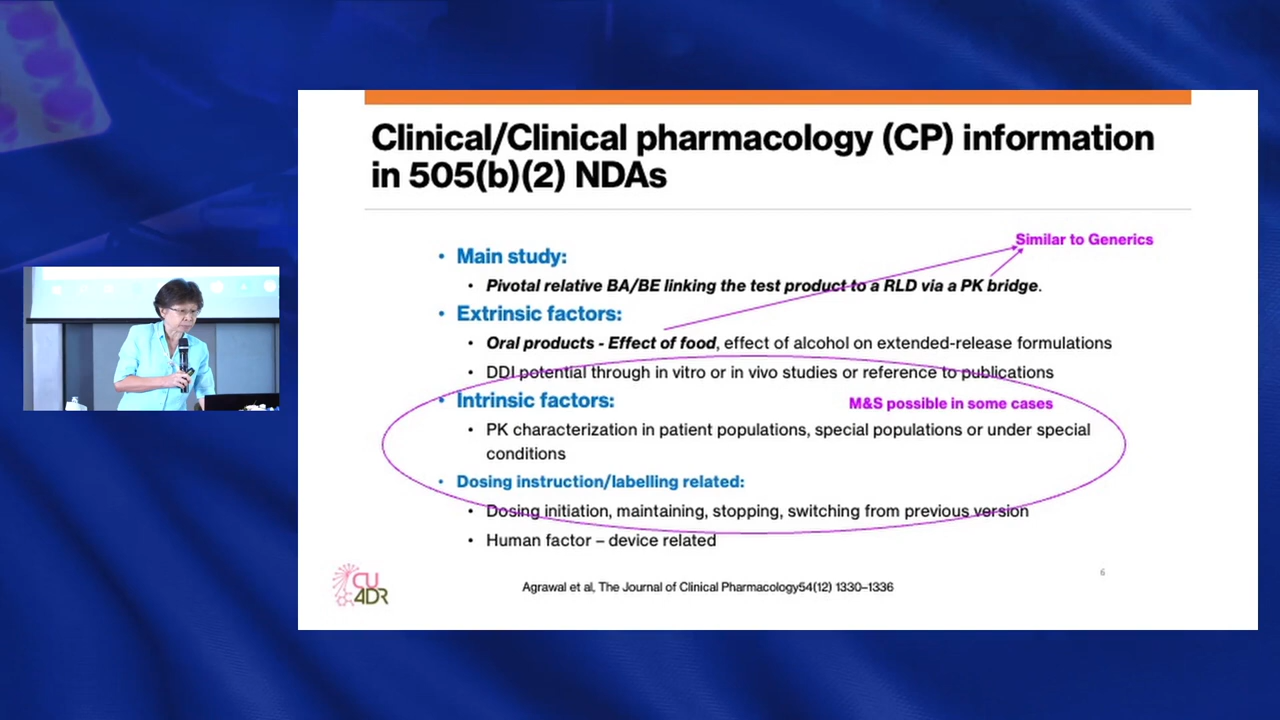 Clinical/Clinical pharmacology (CP) information
in 505(b)(2) NDAs
Similar to Generics
• Main study:
• Pivotal relative BA/BE linking the test product to a RLD via a PK bridge.
• Extrinsic factors:
• Oral products - Effect of food, effect of alcohol on extended-release formulations
• DDI potential through in vitro or in vivo studies or reference to publications
• Intrinsic factors:
M&S possible in some cases
• PK characterization in patient populations, special populations or under special
conditions
• Dosing instruction/labelling related:
• Dosing initiation, maintaining, stopping, switching from previous version
• Human factor – device related
6
CU
4DR
Agrawal et al, The Journal of Clinical Pharmacology54(12) 1330–1336